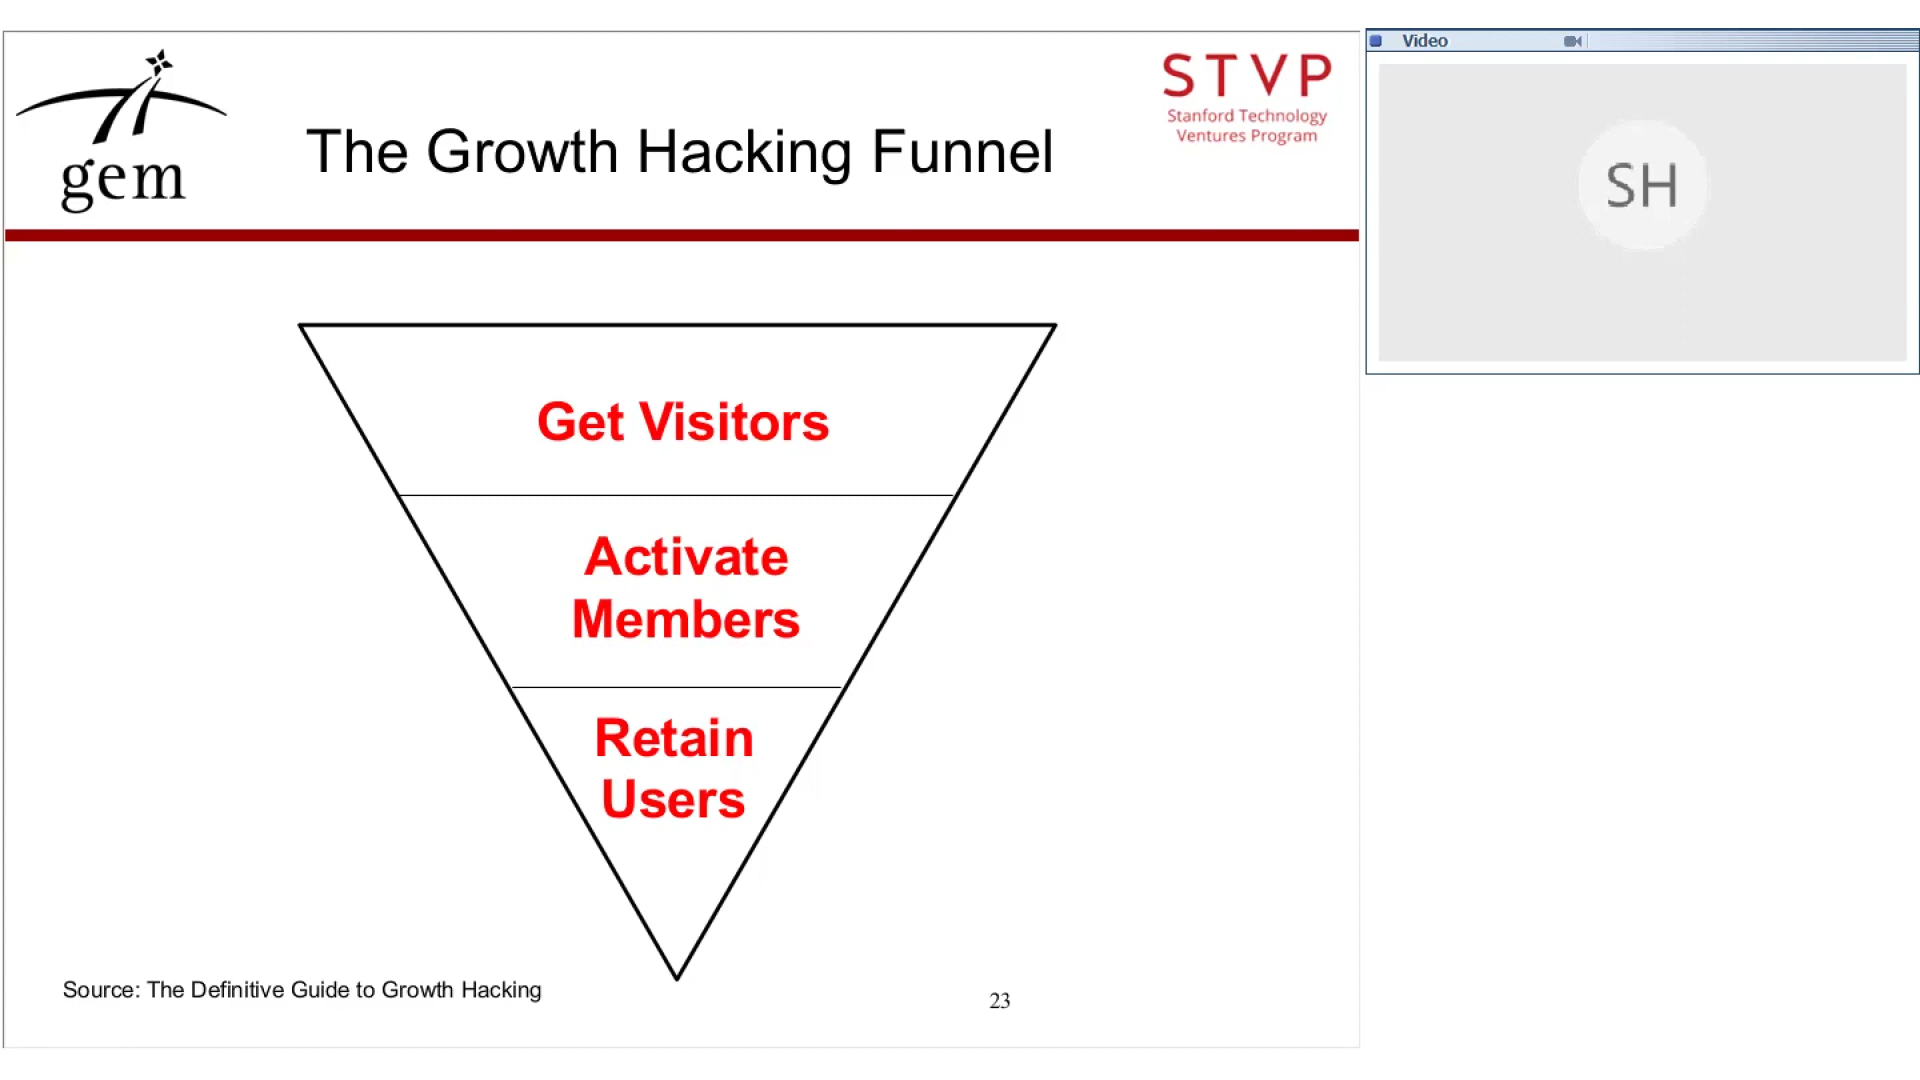 gem
The Growth Hacking Funnel
STVP
Stanford Technology
Ventures Program
Video
SH
Get Visitors
Activate
Members
Retain
Users
Source: The Definitive Guide to Growth Hacking
23